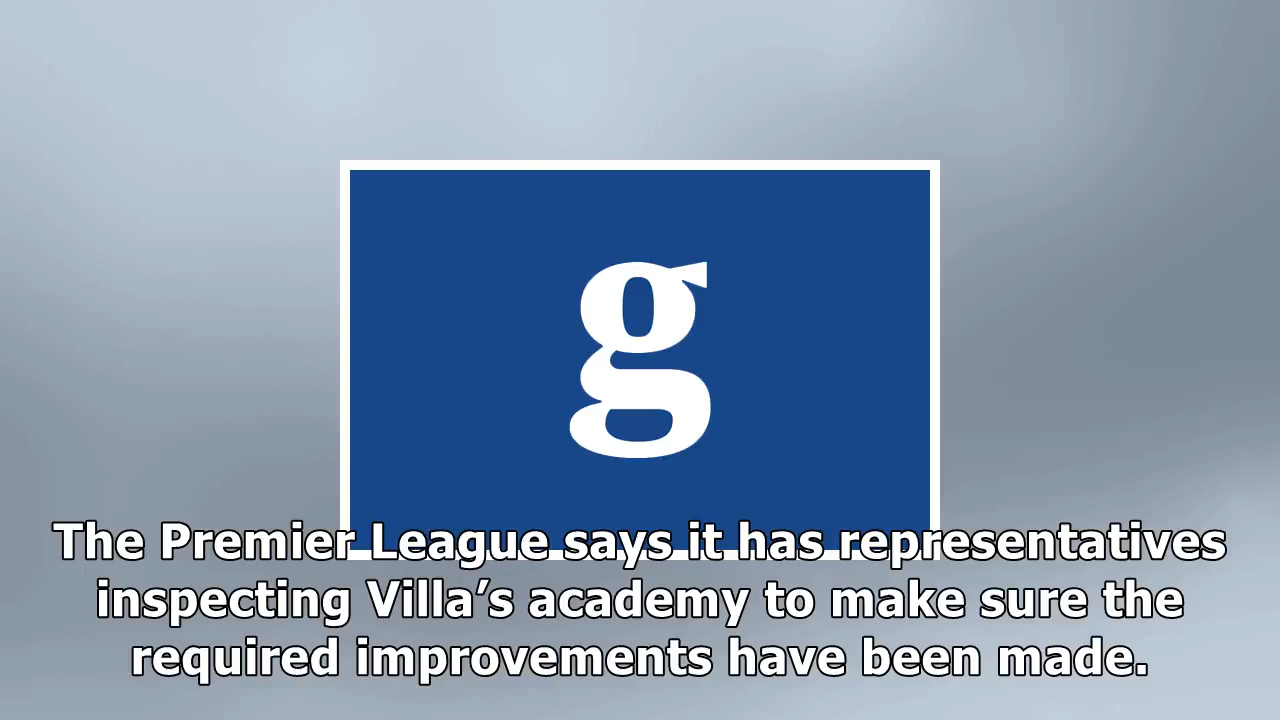 g
The Premier League says it has representatives
inspecting Villa’s academy to make sure the
required improvements have been made.